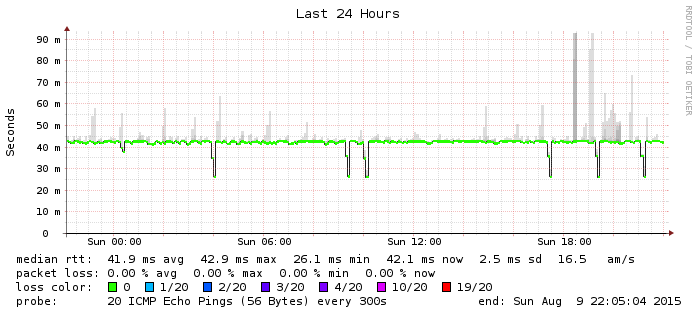 Last 24 Hours
RRDTOOL / TOBI OETIKER
Seconds
90 m
80 m
70 m
60 m
50 m
40 m
30 m
20 m
10 m
0
Sun 00:00 Sun 06:00 Sun 12:00 Sun 18:00
median rtt: 41.9 ms avg 42.9 ms max 26.1 ms min 42.1 ms now 2.5 ms sd 16.5 am/s
packet loss: 0.00 % avg 0.00 % max 0.00 % min 0.00 % now
loss color: 0 1/20 2/20 3/20 4/20 10/20 19/20
probe: 20 ICMP Echo Pings (56 Bytes) every 300s end: Sun Aug 9 22:05:04 2015